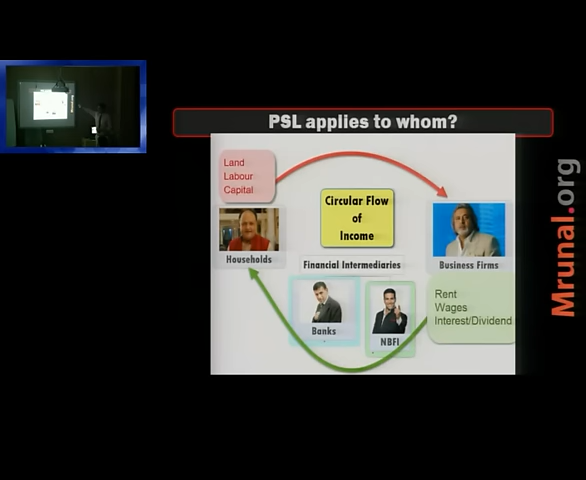 PSL applies to whom?
Land
Labour
Capital
Circular Flow
of
Income
Households
Financial Intermediaries
Business Firms
Banks
NBFI
Rent
Wages
Interest/Dividend
Mrunal.org